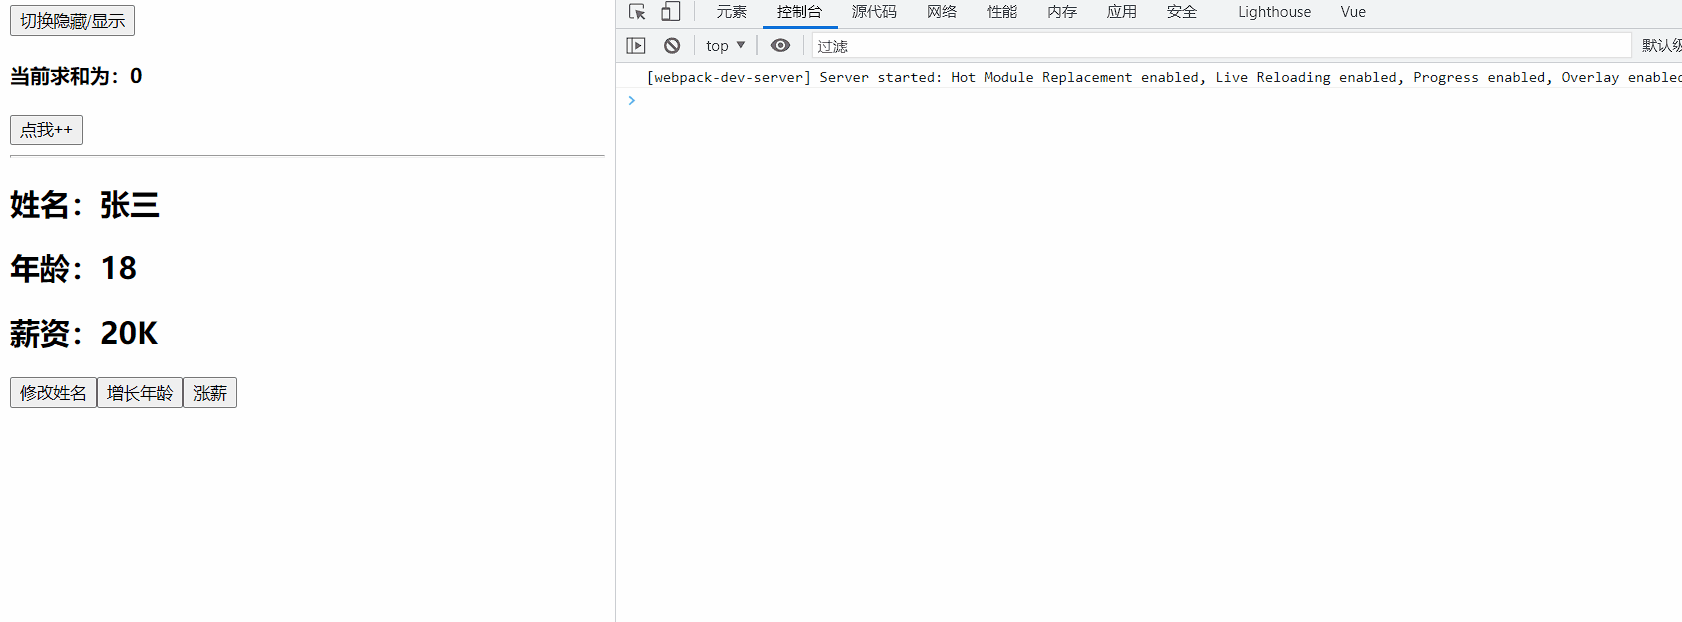 切换隐藏/显示
当前求和为：0
点我++
姓名：张三
年龄：18
薪资：20K
修改姓名 增长年龄 涨薪
元素 控制台 源代码 网络 性能 内存 应用 安全 Lighthouse Vue
top 过滤 默认级
[webpack-dev-server] Server started: Hot Module Replacement enabled, Live Reloading enabled, Progress enabled, Overlay enabled